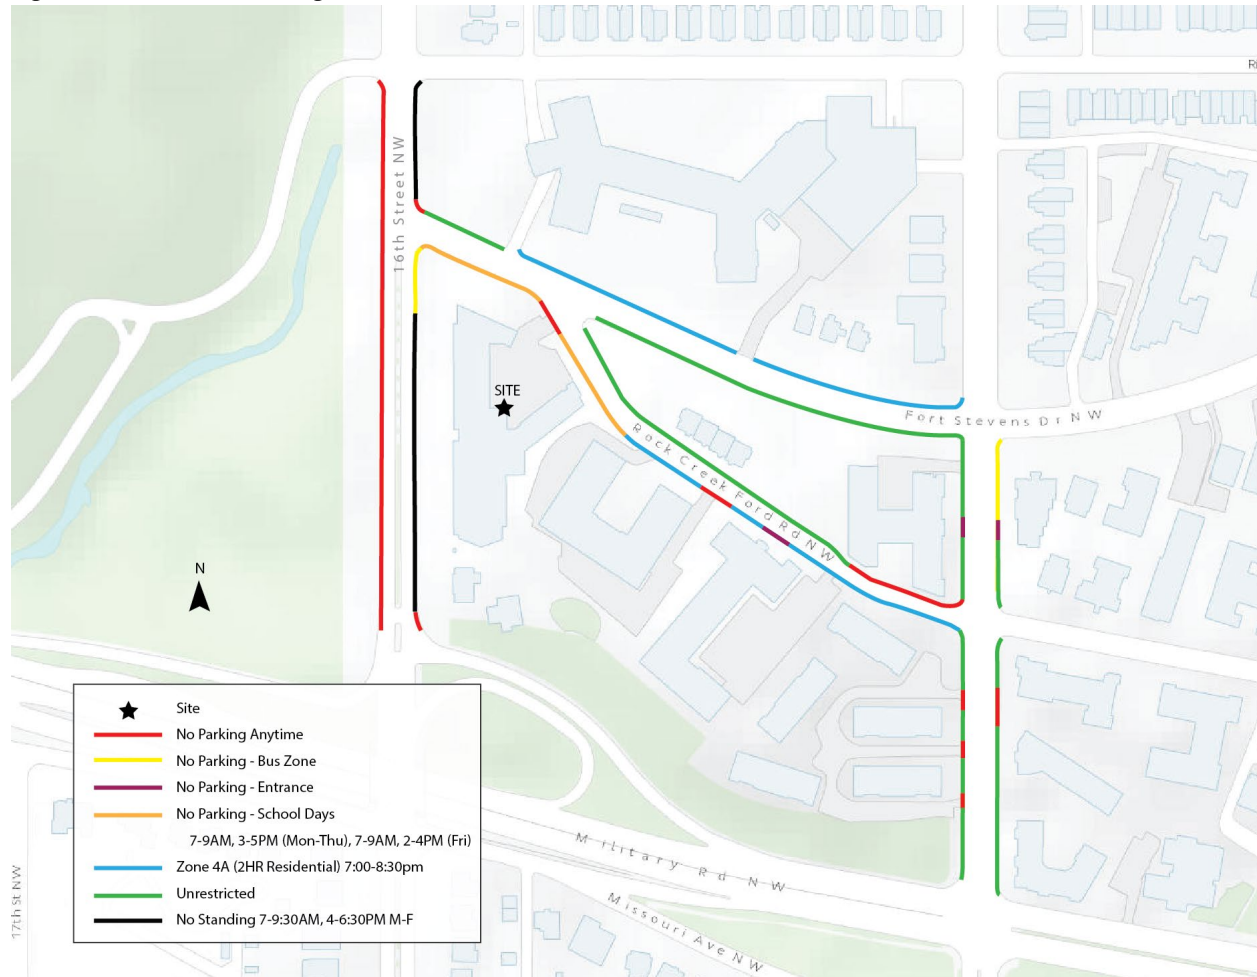 Ri
16th Street NW
SITE
Fort Stevens Dr NW
Rock Creek Ford Rd NW
N
Site
No Parking Anytime
No Parking - Bus Zone
No Parking - Entrance
No Parking - School Days
7-9AM, 3-5PM (Mon-Thu), 7-9AM, 2-4PM (Fri)
Zone 4A (2HR Residential) 7:00-8:30pm
Unrestricted
No Standing 7-9:30AM, 4-6:30PM M-F
Military Rd NW
Missouri Ave NW
17th St NW